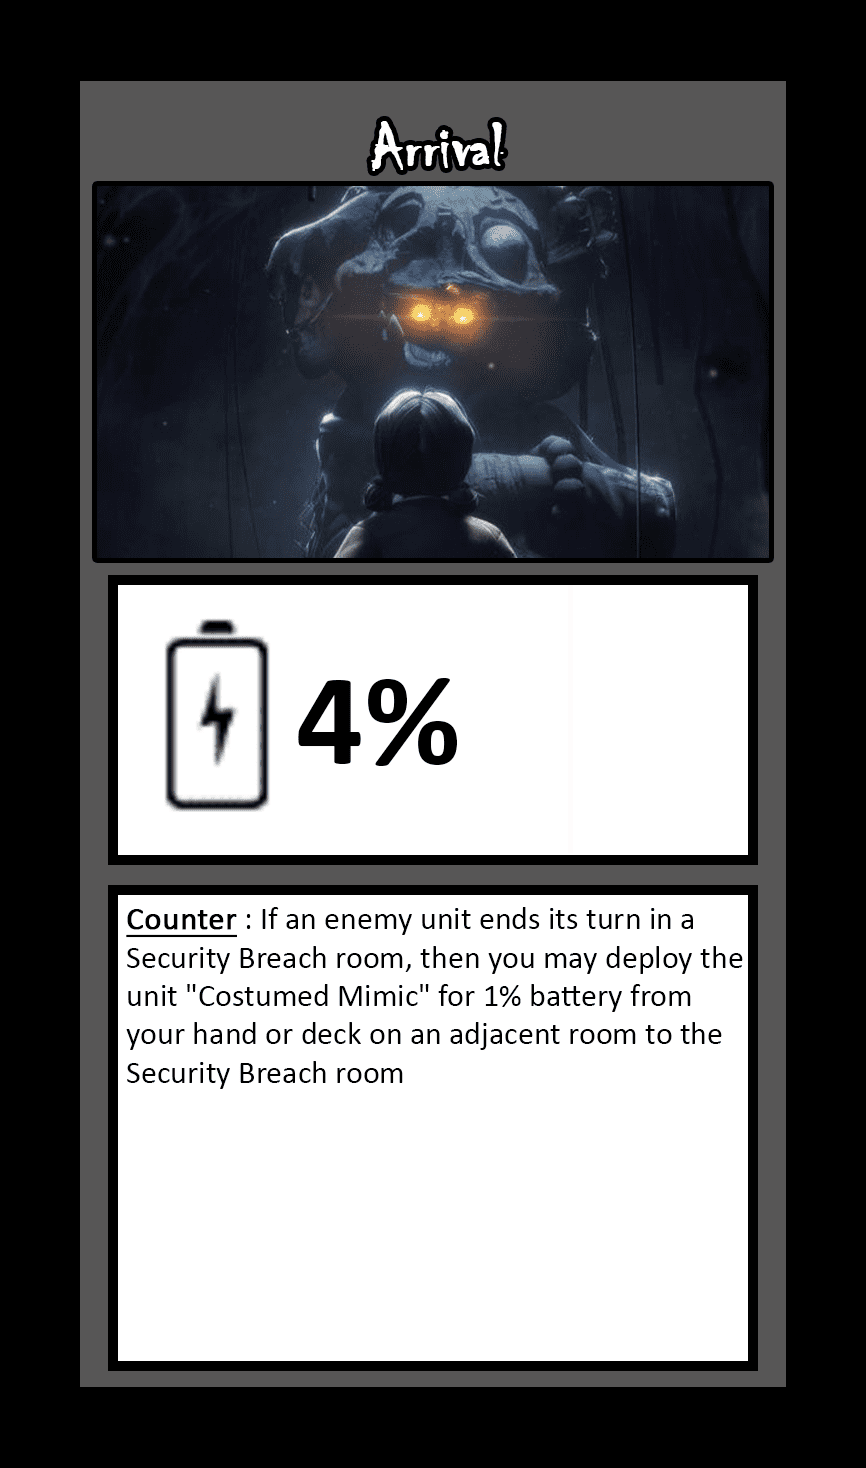 Arrival
4%
Counter : If an enemy unit ends its turn in a
Security Breach room, then you may deploy the
unit "Costumed Mimic" for 1% battery from
your hand or deck on an adjacent room to the
Security Breach room